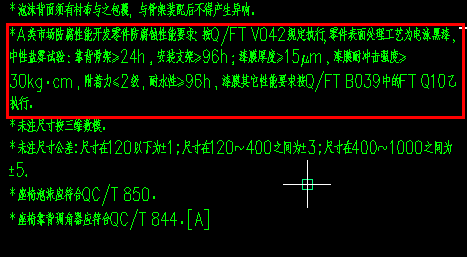 *泡沫背面须有衬布与之包覆，与骨架装配后不得产生异响。
*A类市场防腐性能开发零件防腐蚀性能要求：按Q/FT V042规定执行，零件表面处理工艺为电泳黑漆，
中性盐雾试验：靠背骨架≥24h，安装支架≥96h；漆膜厚度≥15μm，漆膜耐冲击强度≥
30kg·cm，附着力≤2级，耐水性≥96h，漆膜其它性能要求按Q/FT B039中的FT Q10乙
执行。
*未注尺寸按三维数模。
*未注尺寸公差：尺寸在120以下为±1；尺寸在120~400之间为±3；尺寸在400~1000之间为
±5。
*座椅泡沫应符合QC/T 850。
*座椅靠背调角器应符合QC/T 844。[A]